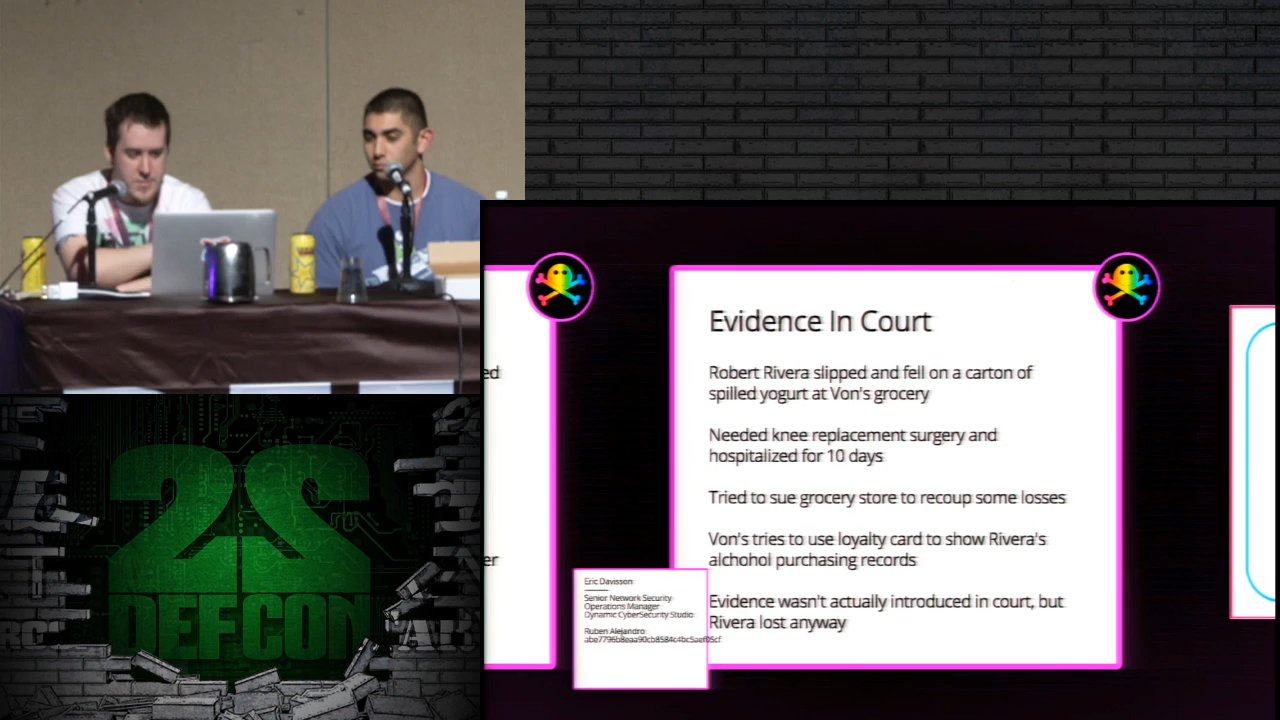 Evidence In Court
Robert Rivera slipped and fell on a carton of
spilled yogurt at Von's grocery
Needed knee replacement surgery and
hospitalized for 10 days
Tried to sue grocery store to recoup some losses
Von's tries to use loyalty card to show Rivera's
alchohol purchasing records
Evidence wasn't actually introduced in court, but
Rivera lost anyway
ed
er
Eric Davisson
Senior Network Security
Operations Manager
Dynamic CyberSecurity Studio
Ruben Alejandro
22
DEFCON